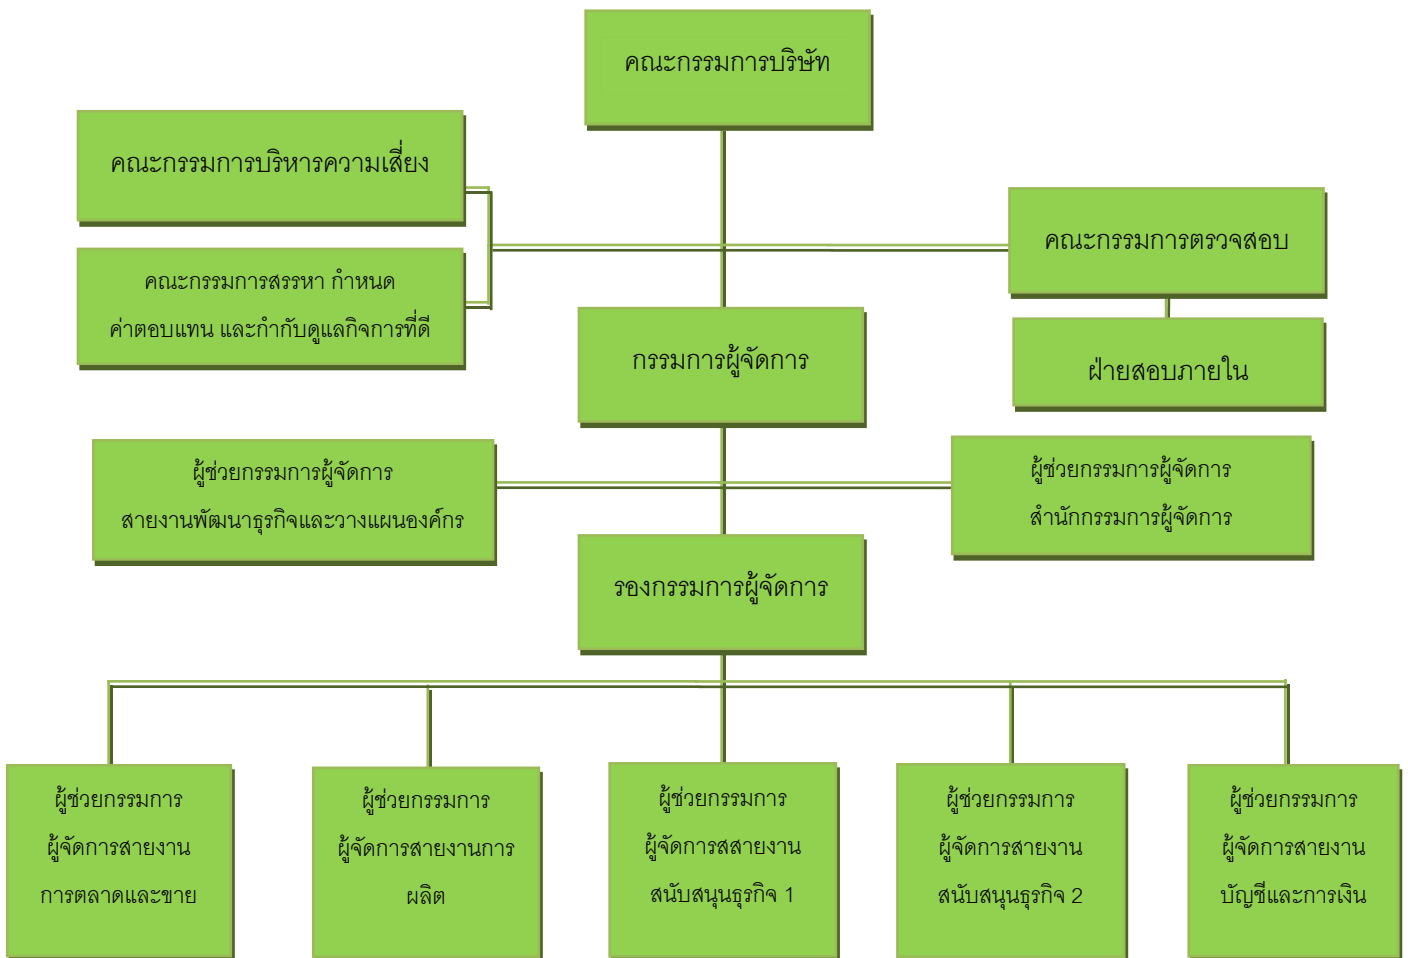 คณะกรรมการบริษัท
คณะกรรมการบริหารความเสี่ยง
คณะกรรมการตรวจสอบ
คณะกรรมการสรรหา กำหนด
ค่าตอบแทน และกำกับดูแลกิจการที่ดี
กรรมการผู้จัดการ
ฝ่ายสอบภายใน
ผู้ช่วยกรรมการผู้จัดการ
สายงานพัฒนาธุรกิจและวางแผนองค์กร
ผู้ช่วยกรรมการผู้จัดการ
สำนักกรรมการผู้จัดการ
รองกรรมการผู้จัดการ
ผู้ช่วยกรรมการ
ผู้จัดการสายงาน
การตลาดและขาย
ผู้ช่วยกรรมการ
ผู้จัดการสายงานการ
ผลิต
ผู้ช่วยกรรมการ
ผู้จัดการสสายงาน
สนับสนุนธุรกิจ 1
ผู้ช่วยกรรมการ
ผู้จัดการสายงาน
สนับสนุนธุรกิจ 2
ผู้ช่วยกรรมการ
ผู้จัดการสายงาน
บัญชีและการเงิน